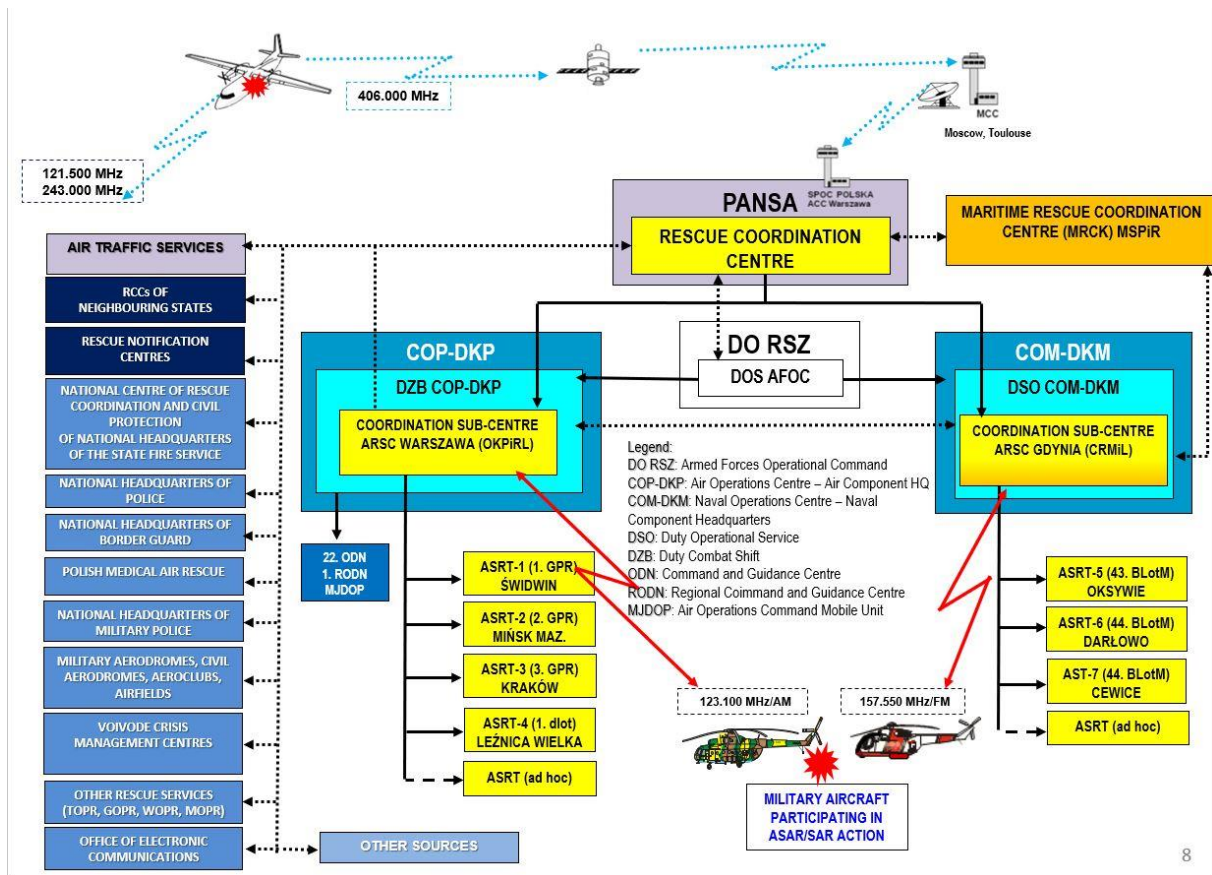 406.000 MHz
MCC
Moscow, Toulouse
121.500 MHz
243.000 MHz
SPOC POLSKA
ACC Warszawa
PANSA
RESCUE COORDINATION
CENTRE
MARITIME RESCUE COORDINATION
CENTRE (MRCK) MSPiR
AIR TRAFFIC SERVICES
RCCs OF
NEIGHBOURING STATES
RESCUE NOTIFICATION
CENTRES
NATIONAL CENTRE OF RESCUE
COORDINATION AND CIVIL
PROTECTION
OF NATIONAL HEADQUARTERS
OF THE STATE FIRE SERVICE
NATIONAL HEADQUARTERS OF
POLICE
NATIONAL HEADQUARTERS OF
BORDER GUARD
POLISH MEDICAL AIR RESCUE
NATIONAL HEADQUARTERS OF
MILITARY POLICE
MILITARY AERODROMES, CIVIL
AERODROMES, AEROCLUBS,
AIRFIELDS
VOIVODE CRISIS
MANAGEMENT CENTRES
OTHER RESCUE SERVICES
(TOPR, GOPR, WOPR, MOPR)
OFFICE OF ELECTRONIC
COMMUNICATIONS
OTHER SOURCES
COP-DKP
DZB COP-DKP
COORDINATION SUB-CENTRE
ARSC WARSZAWA (OKPiRL)
22. ODN
1. RODN
MJDOP
ASRT-1 (1. GPR)
ŚWIDWIN
ASRT-2 (2. GPR)
MIŃSK MAZ.
ASRT-3 (3. GPR)
KRAKÓW
ASRT-4 (1. dlot)
LEŹNICA WIELKA
ASRT (ad hoc)
DO RSZ
DOS AFOC
Legend:
DO RSZ: Armed Forces Operational Command
COP-DKP: Air Operations Centre – Air Component HQ
COM-DKM: Naval Operations Centre – Naval
Component Headquarters
DSO: Duty Operational Service
DZB: Duty Combat Shift
ODN: Command and Guidance Centre
RODN: Regional Coimmand and Guidance Centre
MJDOP: Air Operations Command Mobile Unit
COM-DKM
DSO COM-DKM
COORDINATION SUB-CENTRE
ARSC GDYNIA (CRMiL)
ASRT-5 (43. BLotM)
OKSYWIE
ASRT-6 (44. BLotM)
DARŁOWO
AST-7 (44. BLotM)
CEWICE
ASRT (ad hoc)
123.100 MHz/AM
157.550 MHz/FM
MILITARY AIRCRAFT
PARTICIPATING IN
ASAR/SAR ACTION
8